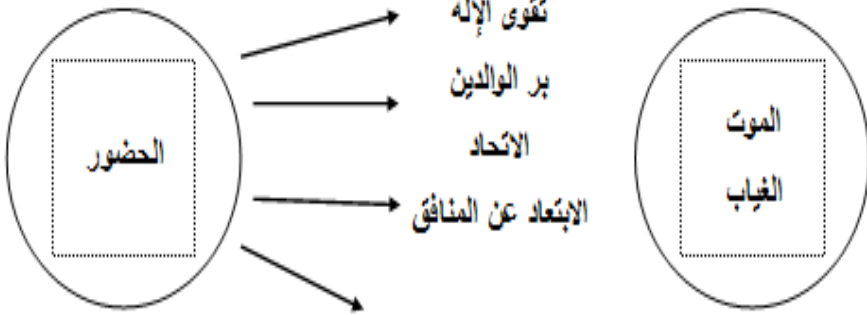 تقوى الإله
بر الوالدين
الاتحاد
الابتعاد عن المنافق
الموت
الغياب
الحضور